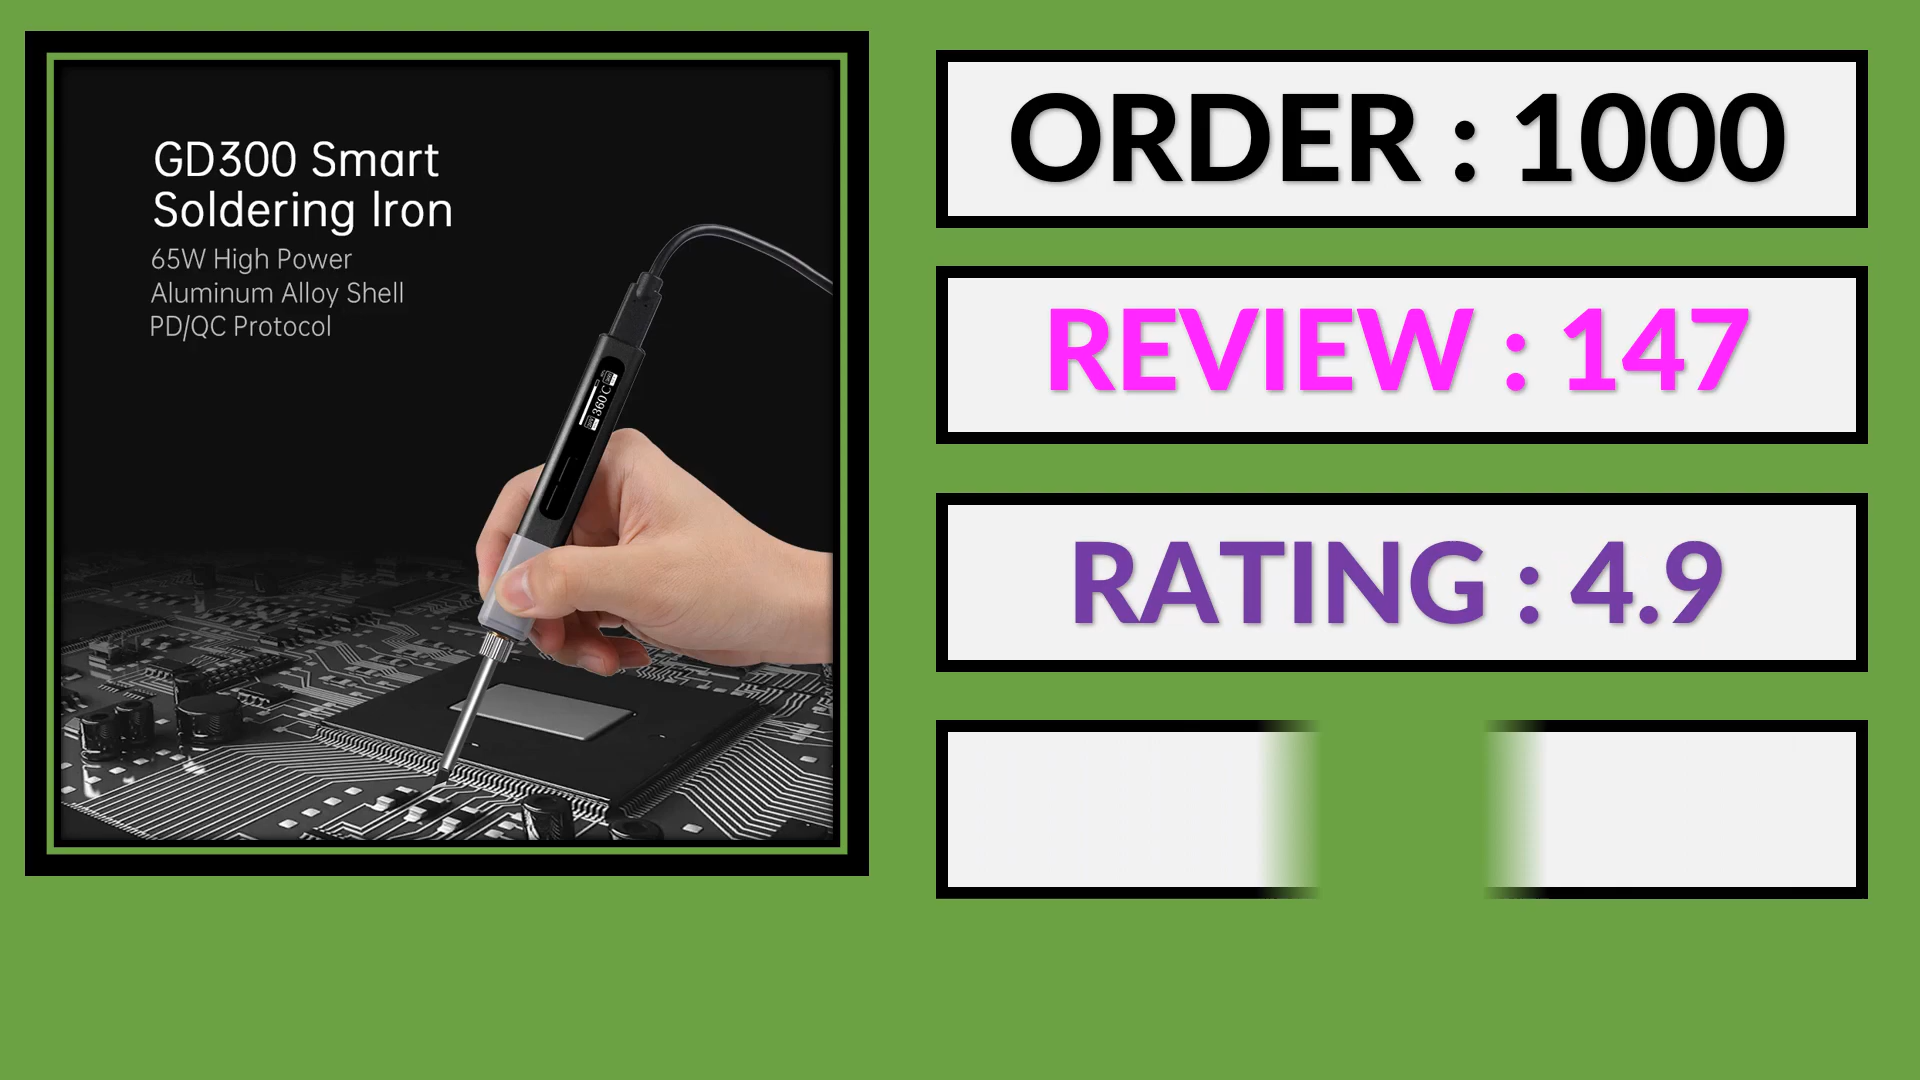 GD300 Smart
Soldering Iron
65W High Power
Aluminum Alloy Shell
PD/QC Protocol
360°C
ORDER : 1000
REVIEW : 147
RATING : 4.9